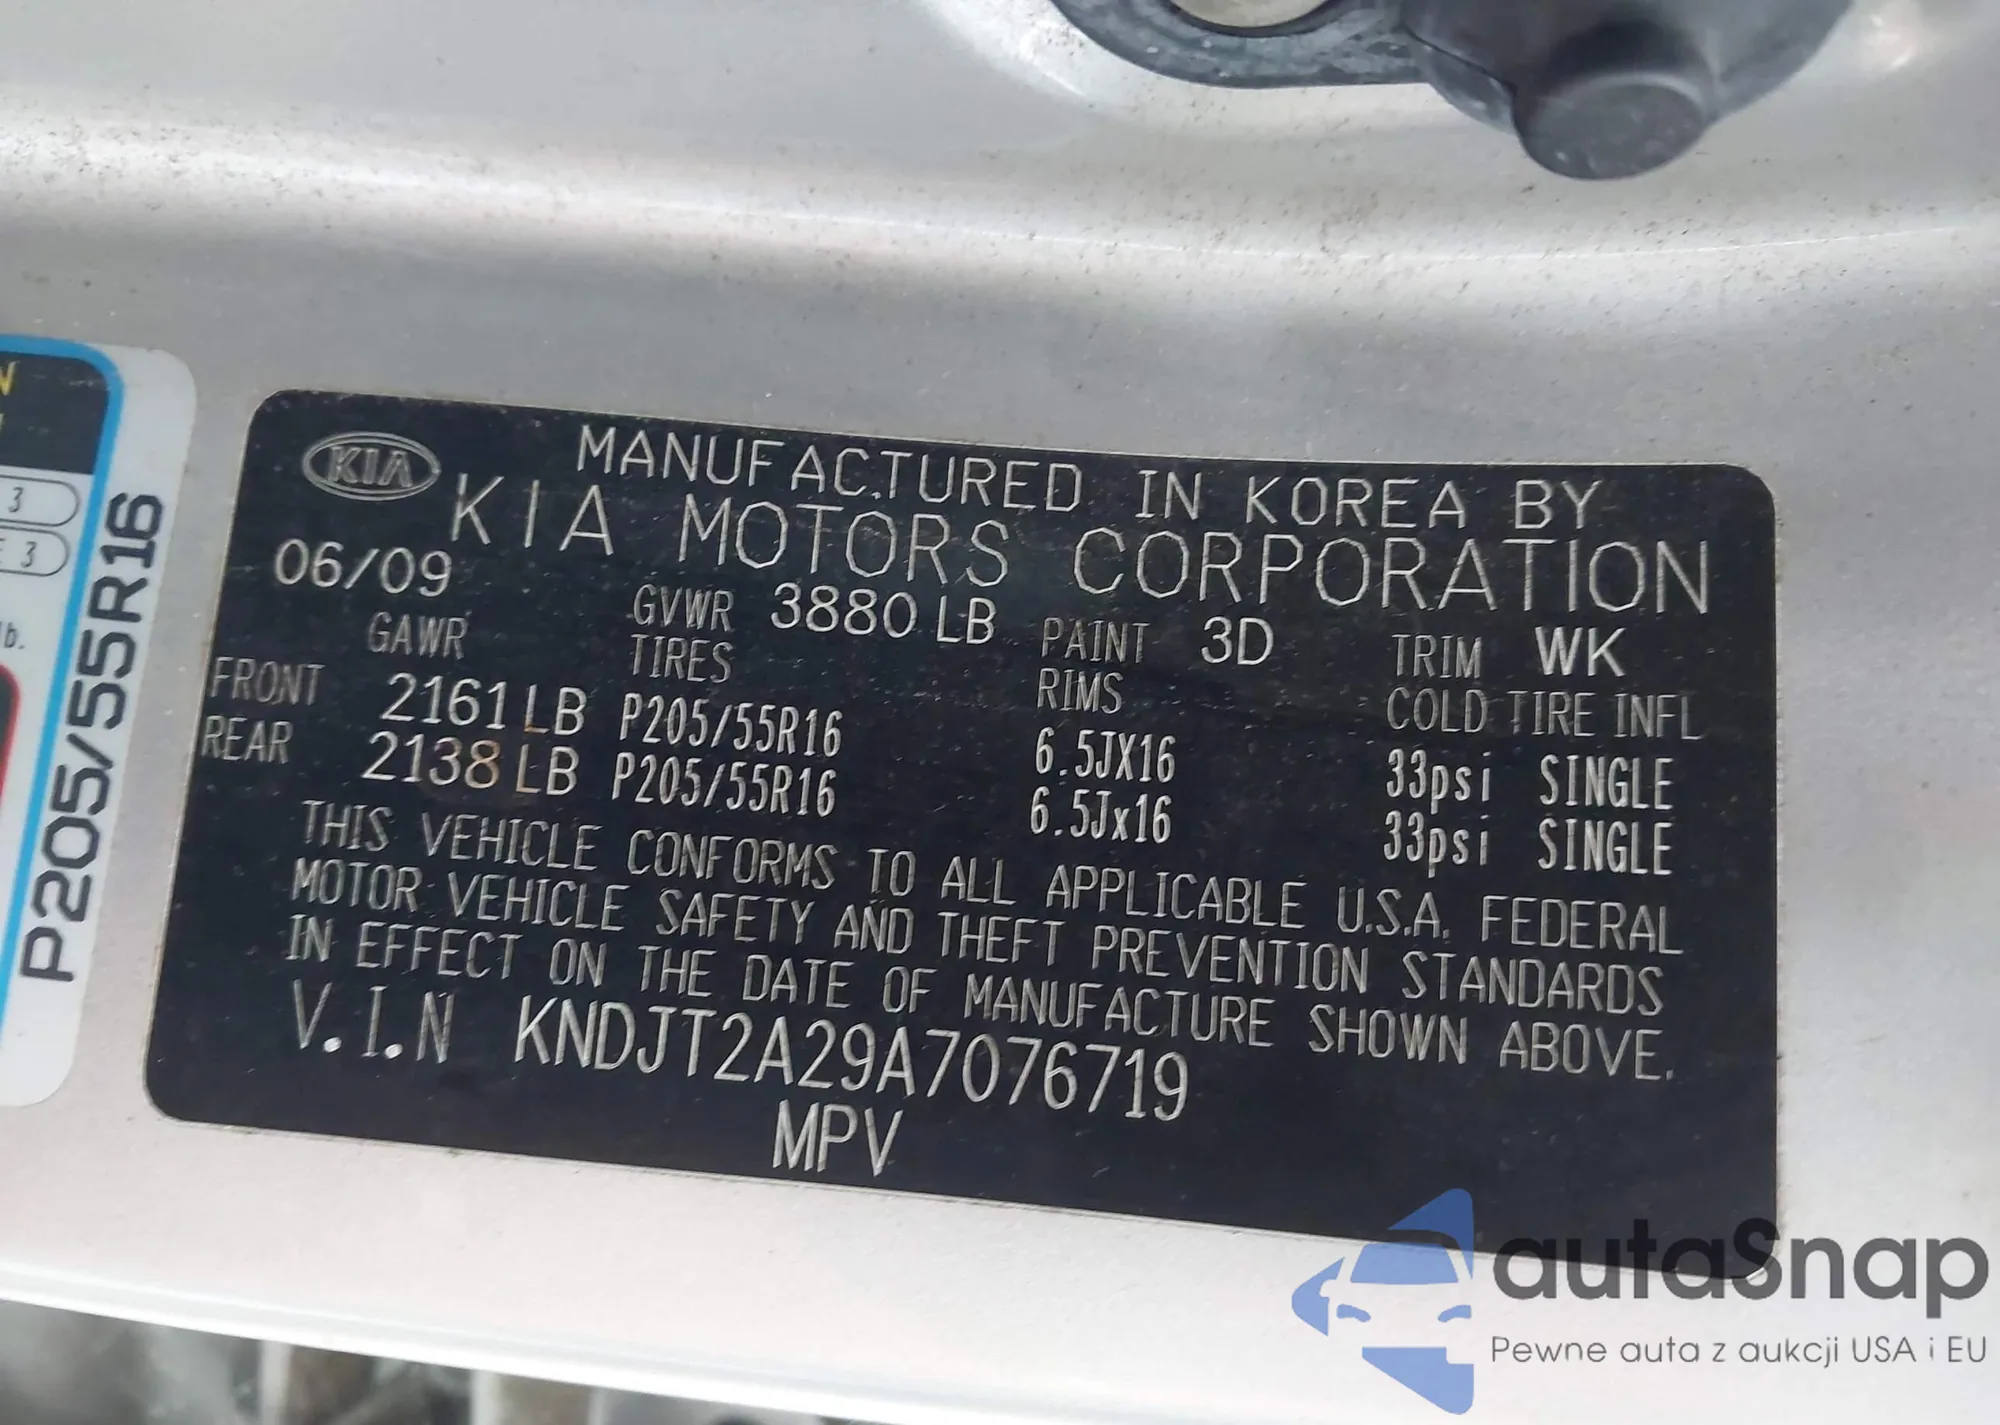 N
3
E 3
lb.
P205/55R16
KIA
MANUFACTURED IN KOREA BY
KIA MOTORS CORPORATION
06/09
GVWR 3880 LB PAINT 3D TRIM WK
GAWR TIRES RIMS COLD TIRE INFL
FRONT 2161 LB P205/55R16 6.5JX16 33psi SINGLE
REAR 2138 LB P205/55R16 6.5Jx16 33psi SINGLE
THIS VEHICLE CONFORMS TO ALL APPLICABLE U.S.A. FEDERAL
MOTOR VEHICLE SAFETY AND THEFT PREVENTION STANDARDS
IN EFFECT ON THE DATE OF MANUFACTURE SHOWN ABOVE.
V.I.N KNDJT2A29A7076719
MPV
autaSnap
Pewne auta z aukcji USA i EU